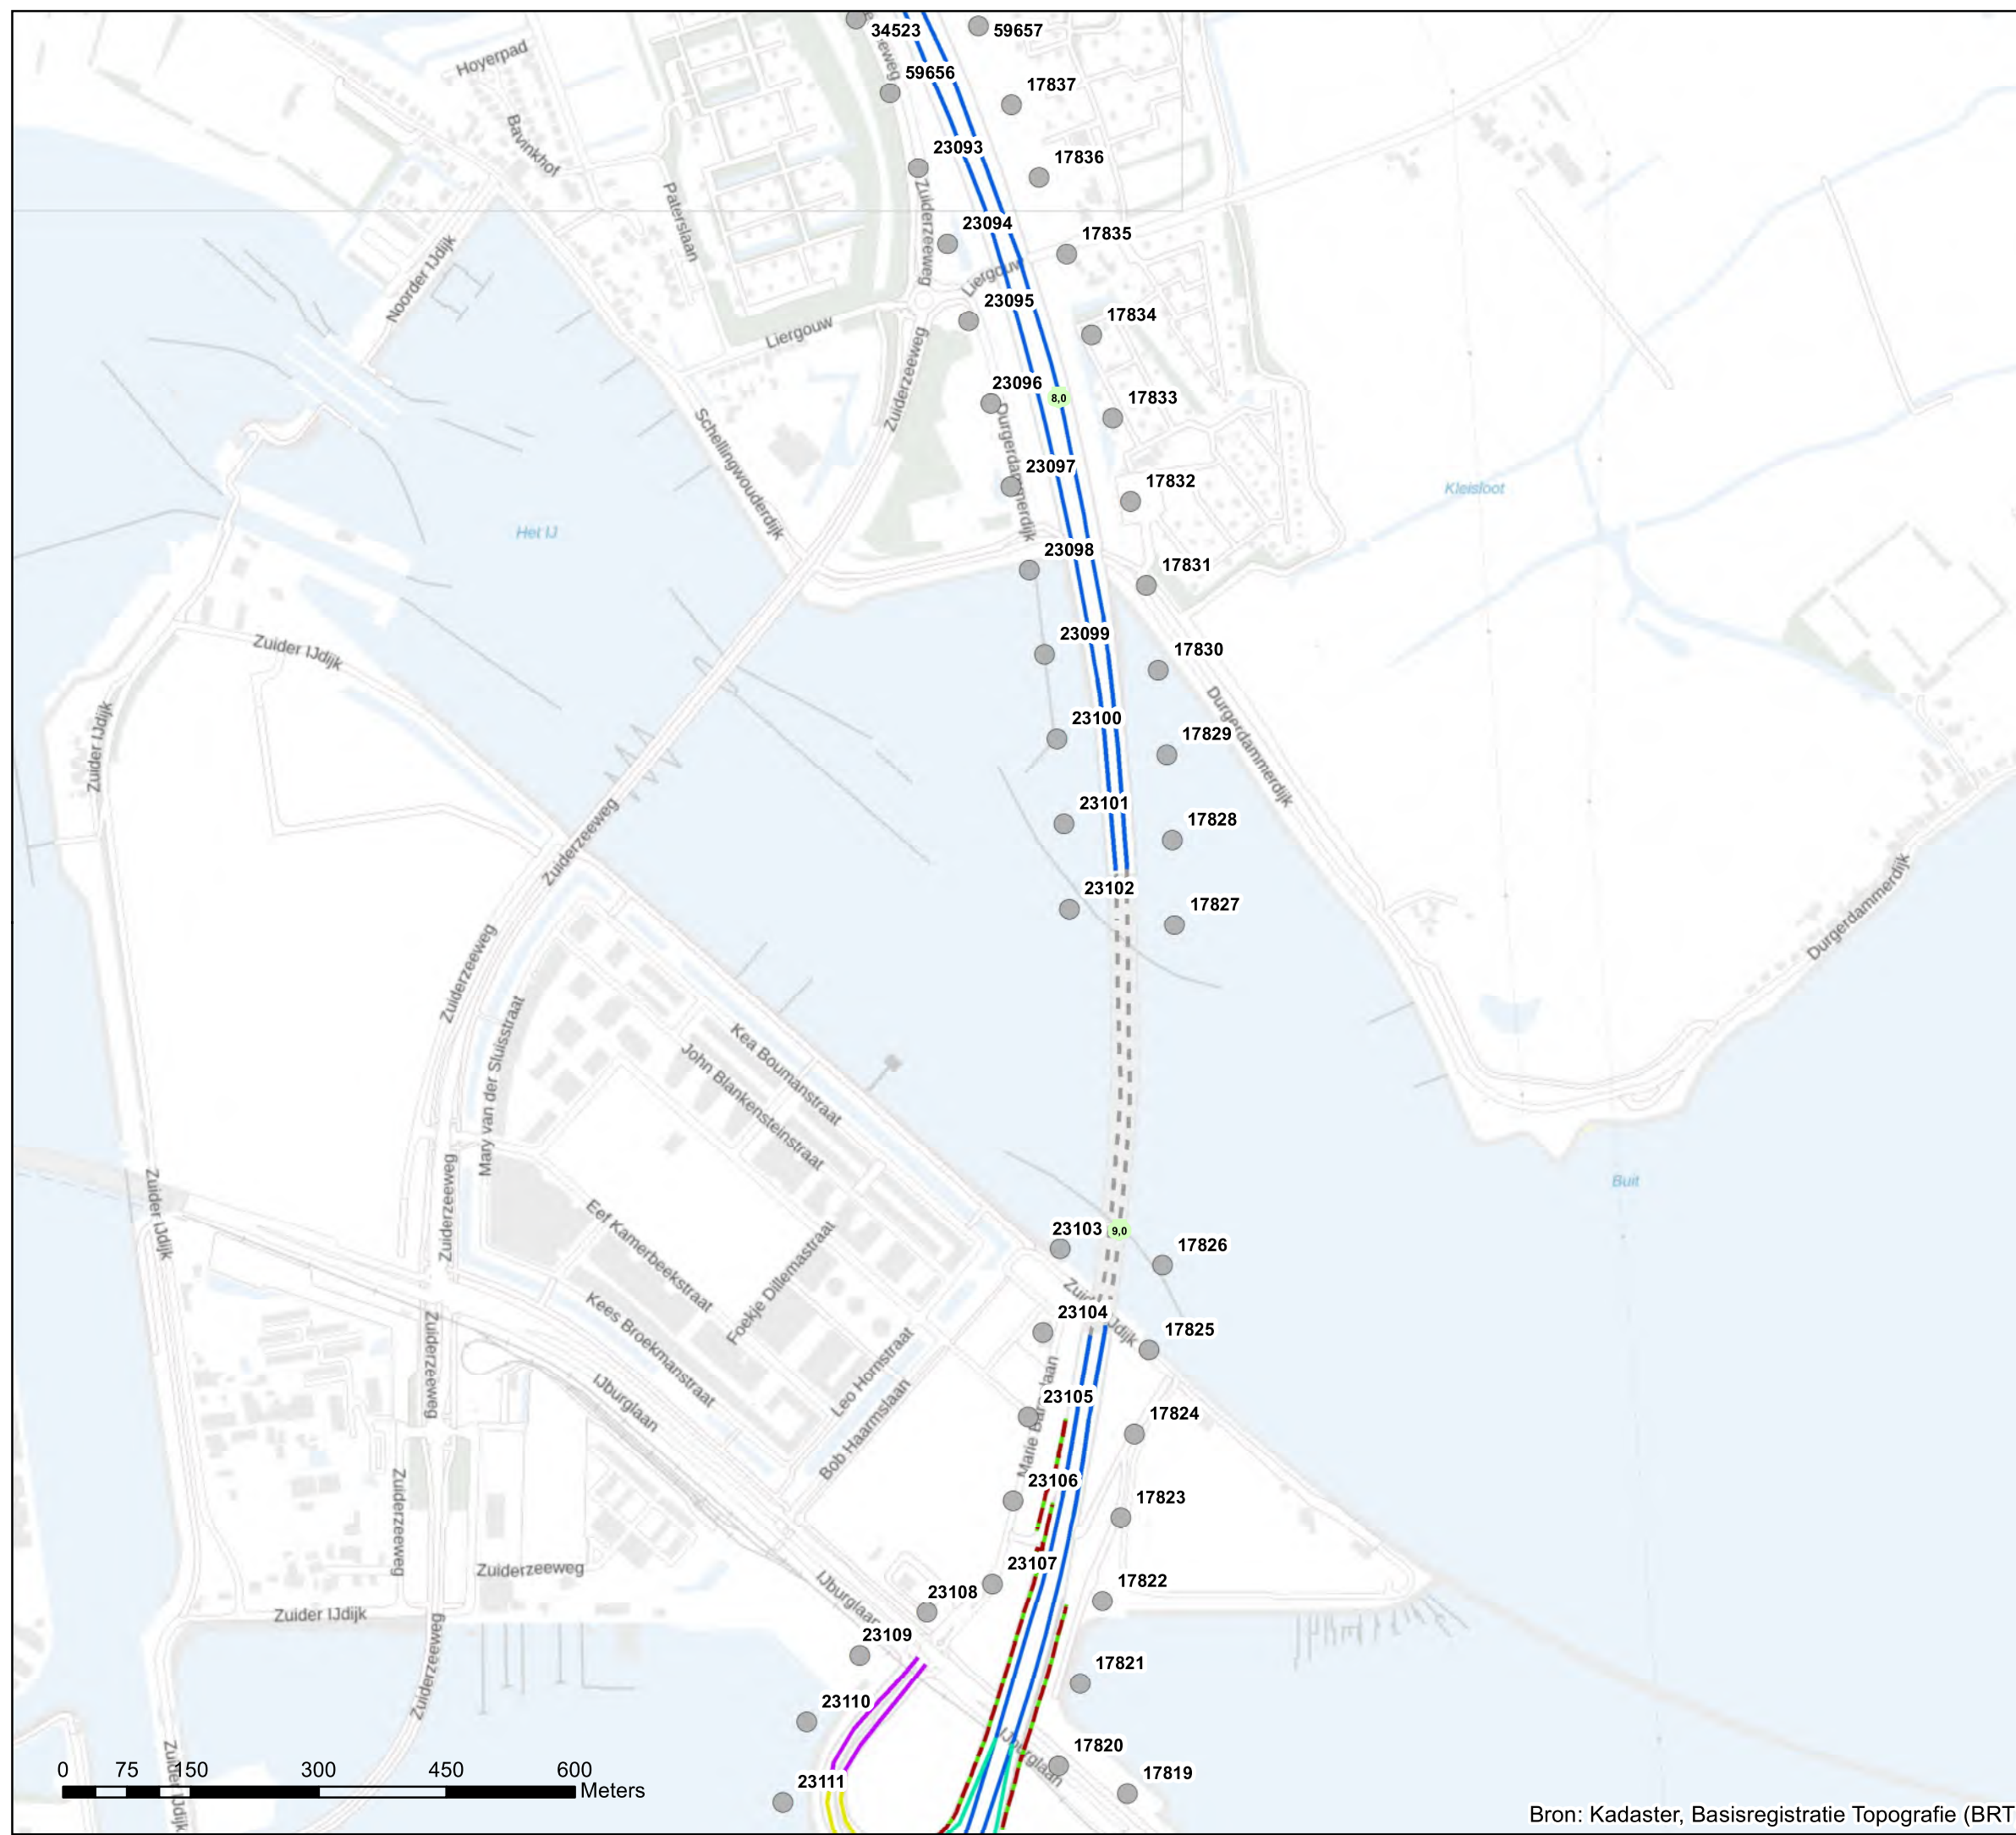 34523
59657
Hoyerpad
eweg
59656
17837
Bavinkhof
23093
17836
Paterslaan
Zuiderzeeweg
23094
17835
Noorder IJdijk
Liergouw
23095
17834
Liergouw
Zuiderzeeweg
23096
8,0
17833
Schellingwouderdijk
Durgerdammerdijk
23097
17832
Kleisloot
Het IJ
23098
17831
Zuider IJdijk
23099
17830
Zuider IJdijk
Durgerdammerdijk
23100
17829
23101
17828
Zuiderzeeweg
23102
17827
Durgerdammerdijk
Zuiderzeeweg
Mary van der Sluisstraat
Kea Boumanstraat
John Blankensteinstraat
Zuider IJdijk
Zuiderzeeweg
Buit
Eef Kamerbeekstraat
Foekje Dillemastraat
23103
9,0
17826
Kees Broekmanstraat
Zuiderzeeweg
23104
17825
Leo Hornstraat
IJburglaan
Bob Haarmslaan
23105
17824
Zuiderzeeweg
23106
17823
Zuiderzeeweg
23107
IJburglaan
23108
17822
Zuider IJdijk
Zuiderzeeweg
23109
17821
23110
IJburglaan
17820
Zuider IJdijk
23111
17819
0 75 150 300 450 600
Meters
Bron: Kadaster, Basisregistratie Topografie (BRT